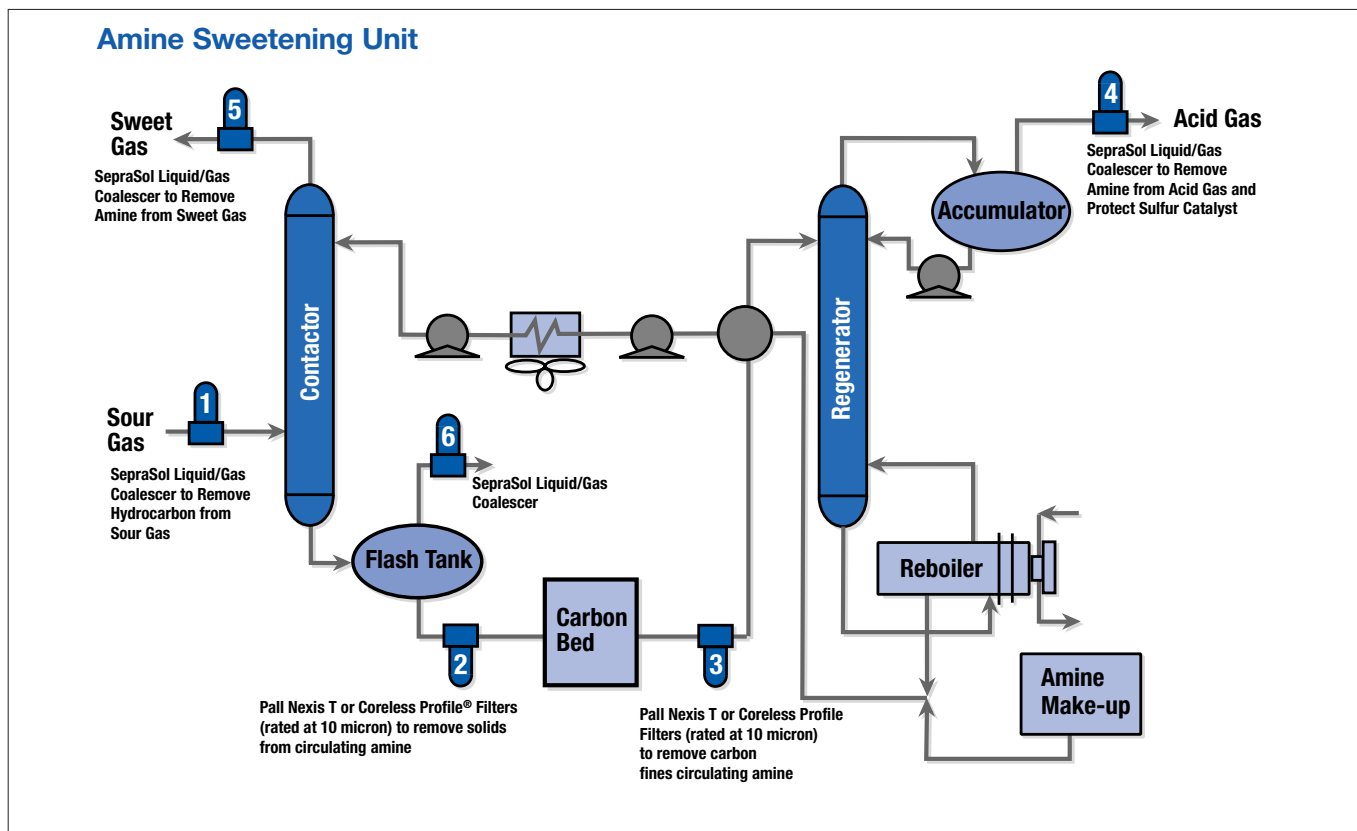 Amine Sweetening Unit
5
Sweet
Gas
SepraSol Liquid/Gas
Coalescer to Remove
Amine from Sweet Gas
4
Acid Gas
SepraSol Liquid/Gas
Coalescer to Remove
Amine from Acid Gas and
Protect Sulfur Catalyst
Accumulator
Contactor
Regenerator
1
Sour
Gas
SepraSol Liquid/Gas
Coalescer to Remove
Hydrocarbon from
Sour Gas
6
SepraSol Liquid/Gas
Coalescer
Flash Tank
Reboiler
Carbon
Bed
2
3
Pall Nexis T or Coreless Profile® Filters
(rated at 10 micron) to remove solids
from circulating amine
Pall Nexis T or Coreless Profile
Filters (rated at 10 micron)
to remove carbon
fines circulating amine
Amine
Make-up